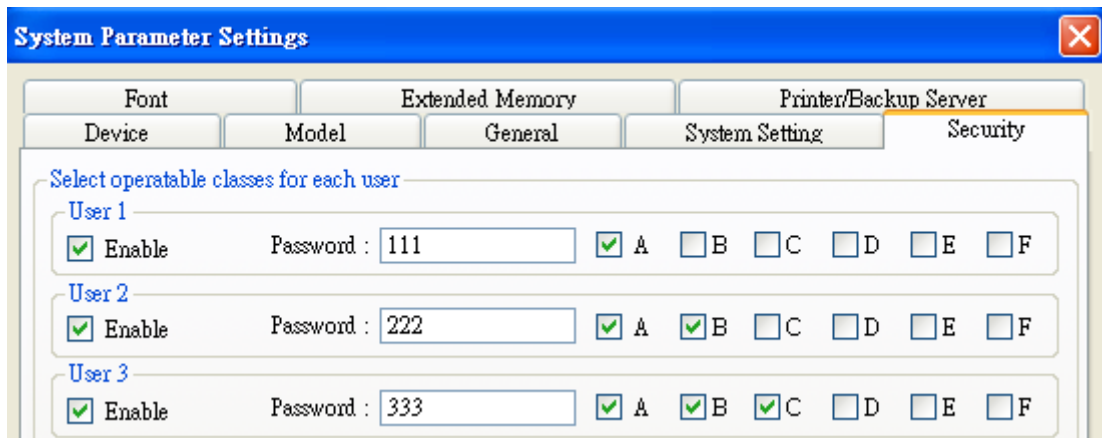 System Parameter Settings
Font Extended Memory Printer/Backup Server
Device Model General System Setting Security
Select operatable classes for each user
User 1
Enable Password : 111 A B C D E F
User 2
Enable Password : 222 A B C D E F
User 3
Enable Password : 333 A B C D E F